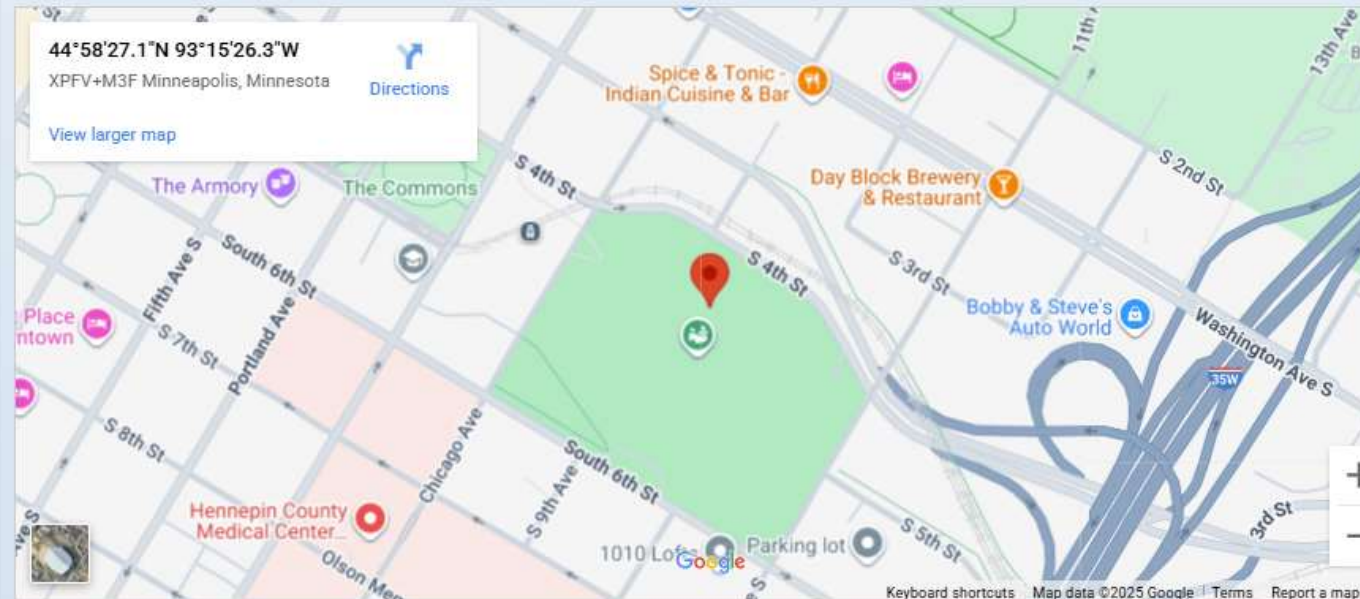 44°58'27.1"N 93°15'26.3"W
XPFV+M3F Minneapolis, Minnesota
Directions
View larger map
St
11th
13th Ave
Spice & Tonic -
Indian Cuisine & Bar
S 2nd St
S 4th St
The Armory
The Commons
Day Block Brewery
& Restaurant
S 3rd St
S 4th St
South 6th St
Fifth Ave S
Portland Ave
Place
ntown
S 7th St
Bobby & Steve's
Auto World
Washington Ave S
35W
S 8th St
Chicago Ave
S 9th Ave
South 6th St
Hennepin County
Medical Center...
Ave S
Olson Mem
1010 Lofts
Google
Parking lot
S 5th St
3rd St
+
−
Keyboard shortcuts
Map data ©2025 Google
Terms
Report a map